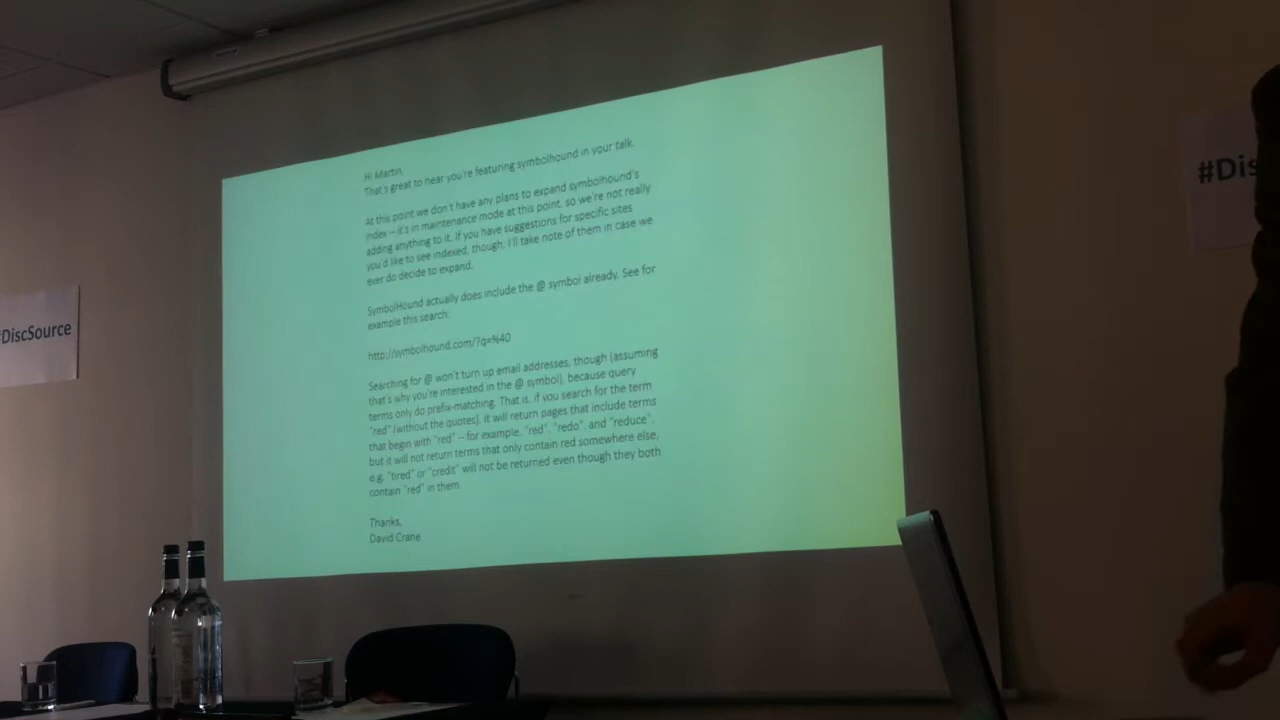 Hi Martin,
That's great to hear you're featuring symbolhound in your talk.
At this point we don't have any plans to expand symbolhound's
index -- it's in maintenance mode at this point, so we're not really
adding anything to it. If you have suggestions for specific sites
you'd like to see indexed, though, I'll take note of them in case we
ever do decide to expand.
SymbolHound actually does include the @ symbol already. See for
example this search:
http://symbolhound.com/?q=%40
Searching for @ won't turn up email addresses, though (assuming
that's why you're interested in the @ symbol), because query
terms only do prefix-matching. That is, if you search for the term
"red" (without the quotes), it will return pages that include terms
that begin with "red" -- for example, "red", "redo", and "reduce",
but it will not return terms that only contain red somewhere else,
e.g. "tired" or "credit" will not be returned even though they both
contain "red" in them.
Thanks,
David Crane
#DiscSource
#Dis